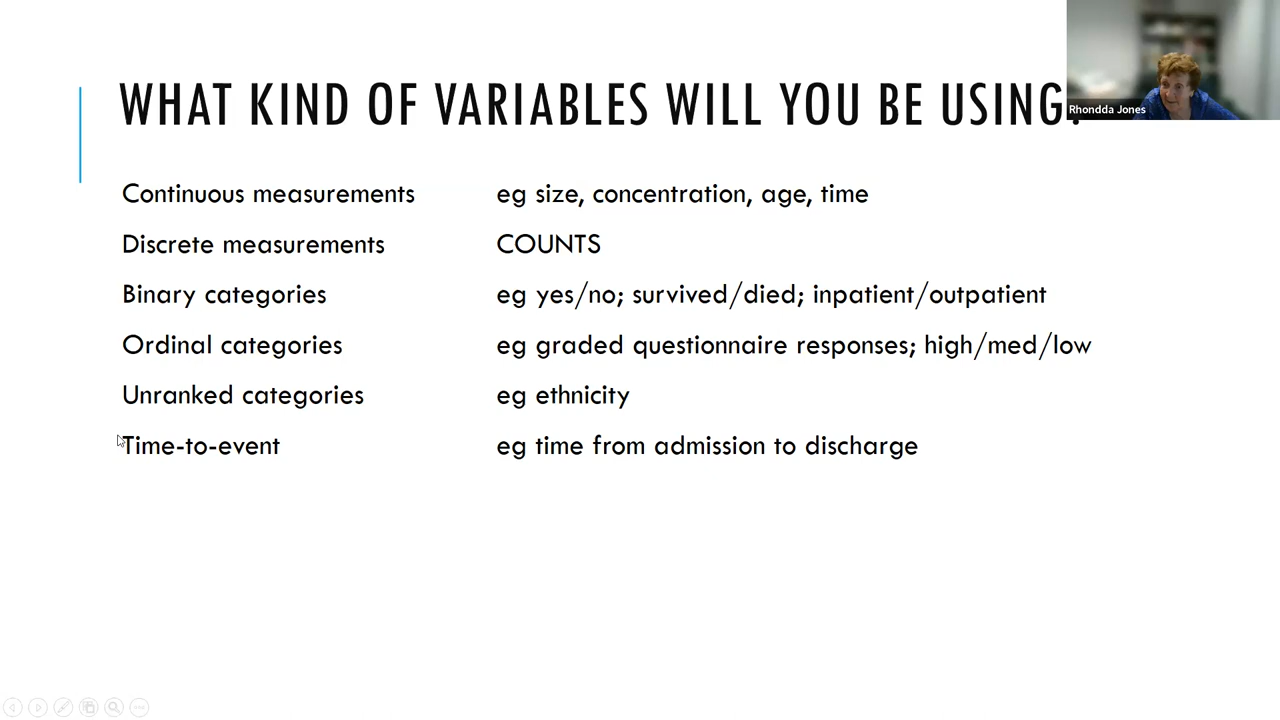 WHAT KIND OF VARIABLES WILL YOU BE USING?
Rhondda Jones
Continuous measurements eg size, concentration, age, time
Discrete measurements COUNTS
Binary categories eg yes/no; survived/died; inpatient/outpatient
Ordinal categories eg graded questionnaire responses; high/med/low
Unranked categories eg ethnicity
Time-to-event eg time from admission to discharge